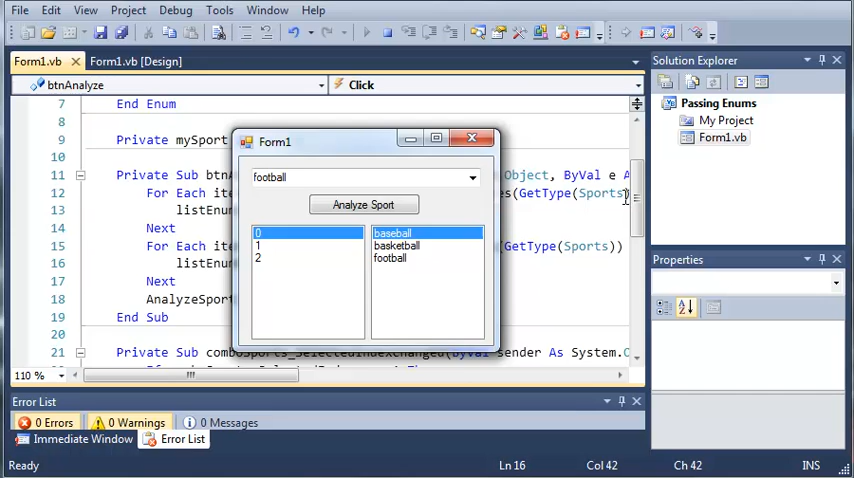 File Edit View Project Debug Tools Window Help
Form1.vb Form1.vb [Design]
btnAnalyze Click
7 End Enum
8
9 Private mySport
10
11 Private Sub btn Object, ByVal e A
12 For Each ite es(GetType(Sports)
13 listEnu
14 Next
15 For Each ite (GetType(Sports))
16 listEnu
17 Next
18 AnalyzeSport
19 End Sub
20
21 Private Sub comboSports_SelectedIndexChanged(ByVal sender As System.O
110 %
Form1
football
Analyze Sport
0 baseball
1 basketball
2 football
Solution Explorer
Passing Enums
My Project
Form1.vb
Properties
Error List
0 Errors 0 Warnings 0 Messages
Immediate Window Error List
Ready Ln 16 Col 42 Ch 42 INS